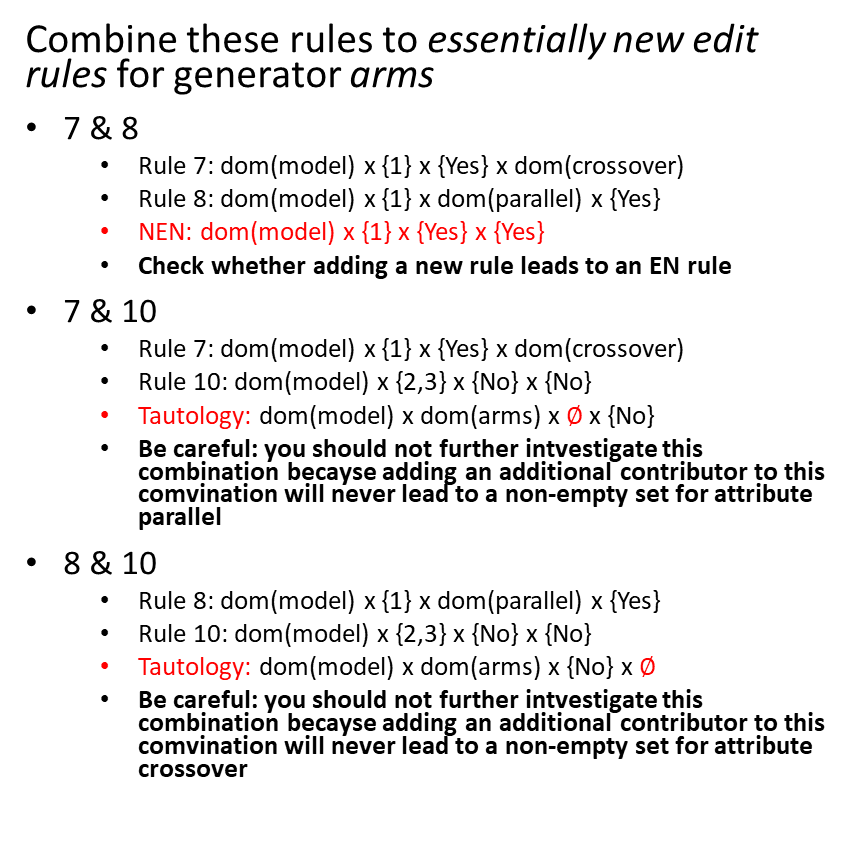 Combine these rules to essentially new edit
rules for generator arms
• 7 & 8
• Rule 7: dom(model) x {1} x {Yes} x dom(crossover)
• Rule 8: dom(model) x {1} x dom(parallel) x {Yes}
• NEN: dom(model) x {1} x {Yes} x {Yes}
• Check whether adding a new rule leads to an EN rule
• 7 & 10
• Rule 7: dom(model) x {1} x {Yes} x dom(crossover)
• Rule 10: dom(model) x {2,3} x {No} x {No}
• Tautology: dom(model) x dom(arms) x Ø x {No}
• Be careful: you should not further intvestigate this
combination becayse adding an additional contributor to this
comvination will never lead to a non-empty set for attribute
parallel
• 8 & 10
• Rule 8: dom(model) x {1} x dom(parallel) x {Yes}
• Rule 10: dom(model) x {2,3} x {No} x {No}
• Tautology: dom(model) x dom(arms) x {No} x Ø
• Be careful: you should not further intvestigate this
combination becayse adding an additional contributor to this
comvination will never lead to a non-empty set for attribute
crossover